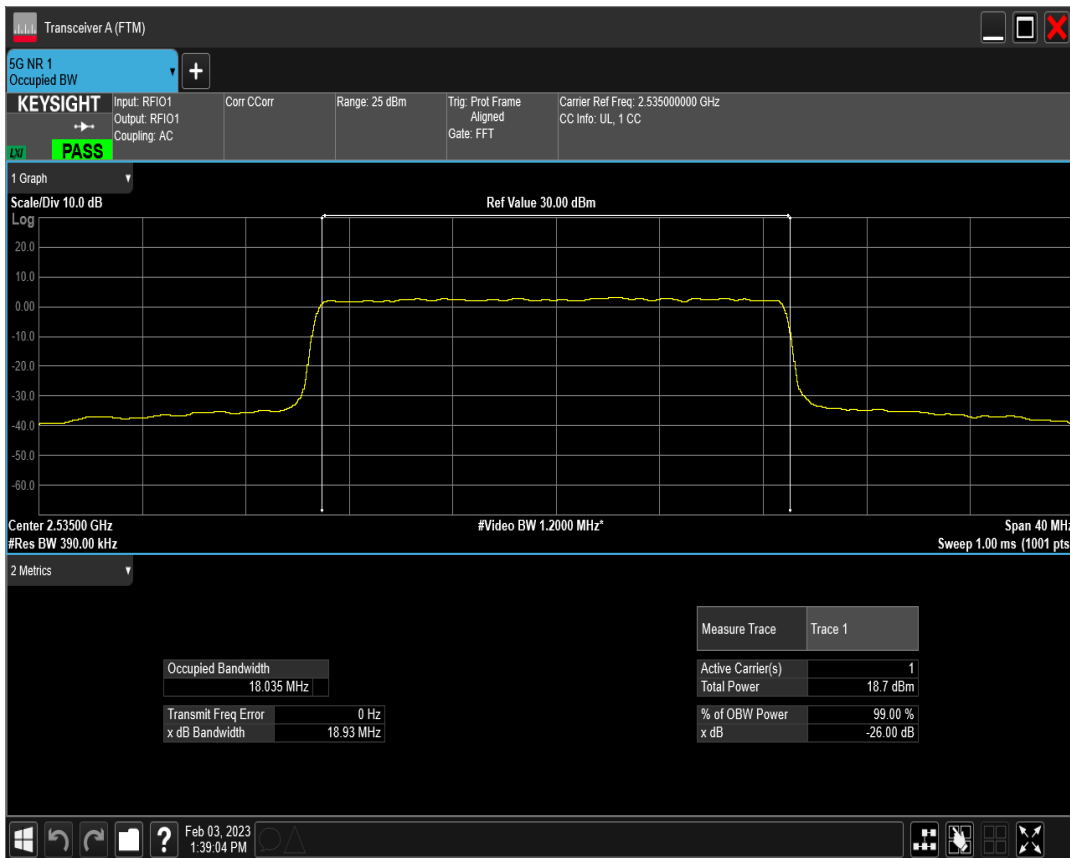 Transceiver A (FTM)
5G NR 1
Occupied BW
+
KEYSIGHT
LXI
PASS
Input: RFIO1
Output: RFIO1
Coupling: AC
Corr CCorr
Range: 25 dBm
Trig: Prot Frame
Aligned
Gate: FFT
Carrier Ref Freq: 2.535000000 GHz
CC Info: UL, 1 CC
1 Graph
Scale/Div 10.0 dB
Ref Value 30.00 dBm
Log
20.0
10.0
0.00
-10.0
-20.0
-30.0
-40.0
-50.0
-60.0
Center 2.53500 GHz
#Video BW 1.2000 MHz*
Span 40 MHz
#Res BW 390.00 kHz
Sweep 1.00 ms (1001 pts
2 Metrics
Measure Trace Trace 1
Occupied Bandwidth
18.035 MHz
Active Carrier(s) 1
Total Power 18.7 dBm
Transmit Freq Error 0 Hz
x dB Bandwidth 18.93 MHz
% of OBW Power 99.00 %
x dB -26.00 dB
?
Feb 03, 2023
1:39:04 PM